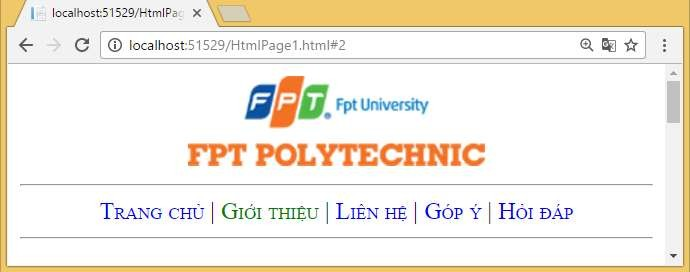 localhost:51529/HtmlPag
localhost:51529/HtmlPage1.html#2
FPT Fpt University
FPT POLYTECHNIC
Trang chủ | Giới thiệu | Liên hệ | Góp ý | Hỏi đáp